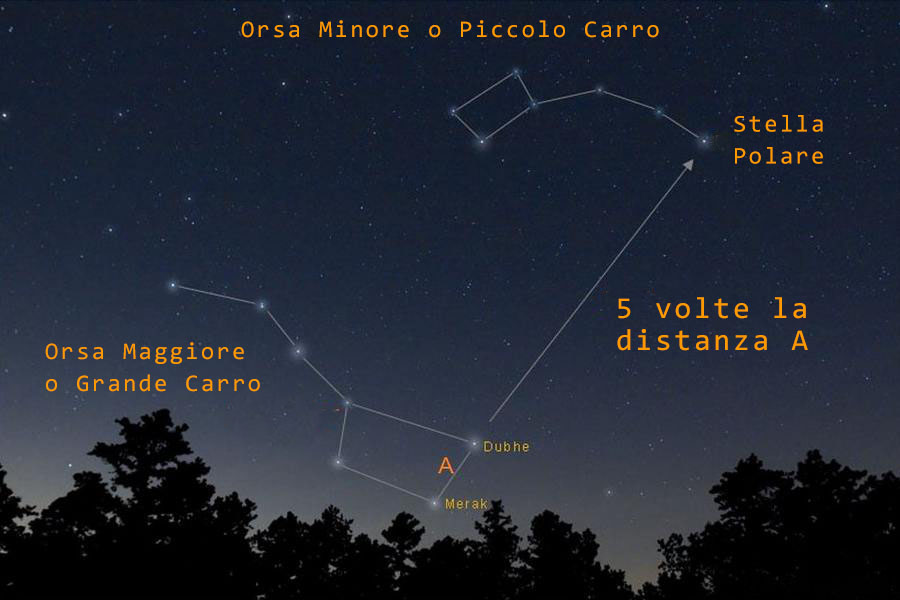 Orsa Minore o Piccolo Carro
Stella
Polare
5 volte la
distanza A
Orsa Maggiore
o Grande Carro
Dubhe
A
Merak